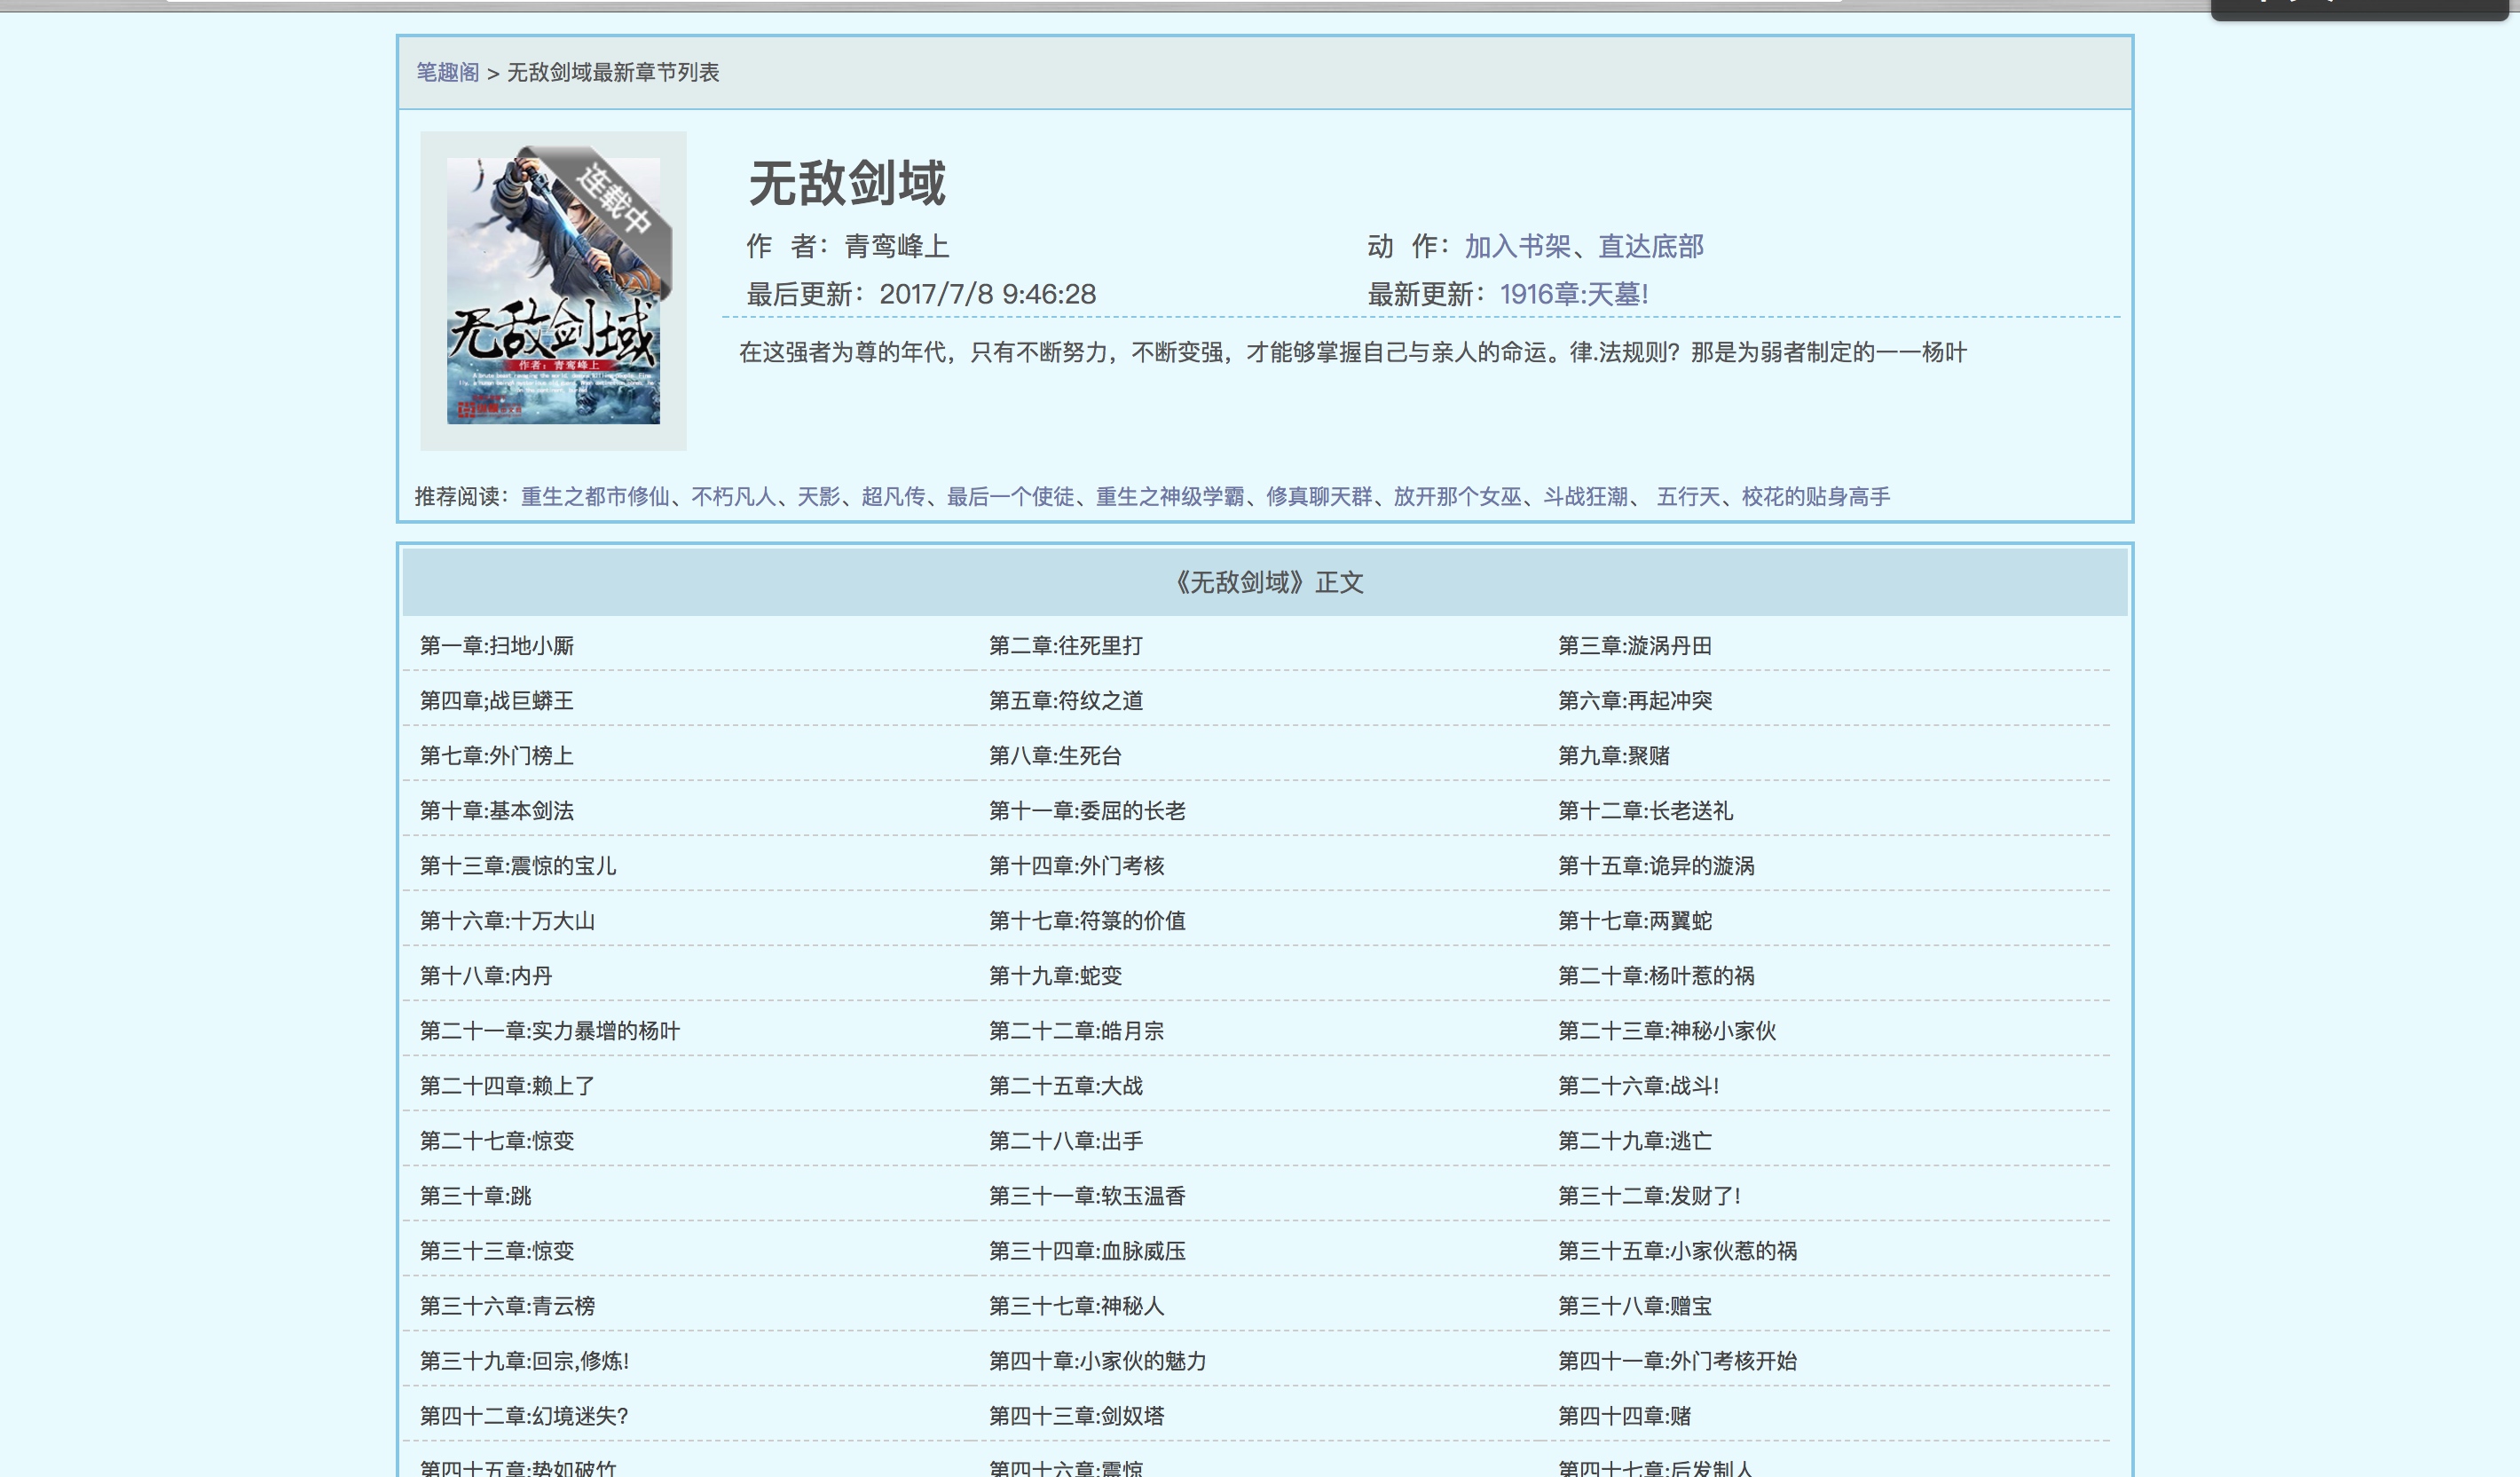 笔趣阁 > 无敌剑域最新章节列表
连载中
无敌剑域
作者：青鸾峰上
无敌剑域
作 者：青鸾峰上 动 作：加入书架、直达底部
最后更新：2017/7/8 9:46:28 最新更新：1916章:天墓!
在这强者为尊的年代，只有不断努力，不断变强，才能够掌握自己与亲人的命运。律.法规则？那是为弱者制定的一一杨叶
推荐阅读：重生之都市修仙、不朽凡人、天影、超凡传、最后一个使徒、重生之神级学霸、修真聊天群、放开那个女巫、斗战狂潮、 五行天、校花的贴身高手
《无敌剑域》正文
第一章:扫地小厮 第二章:往死里打 第三章:漩涡丹田
第四章;战巨蟒王 第五章:符纹之道 第六章:再起冲突
第七章:外门榜上 第八章:生死台 第九章:聚赌
第十章:基本剑法 第十一章:委屈的长老 第十二章:长老送礼
第十三章:震惊的宝儿 第十四章:外门考核 第十五章:诡异的漩涡
第十六章:十万大山 第十七章:符箓的价值 第十七章:两翼蛇
第十八章:内丹 第十九章:蛇变 第二十章:杨叶惹的祸
第二十一章:实力暴增的杨叶 第二十二章:皓月宗 第二十三章:神秘小家伙
第二十四章:赖上了 第二十五章:大战 第二十六章:战斗!
第二十七章:惊变 第二十八章:出手 第二十九章:逃亡
第三十章:跳 第三十一章:软玉温香 第三十二章:发财了!
第三十三章:惊变 第三十四章:血脉威压 第三十五章:小家伙惹的祸
第三十六章:青云榜 第三十七章:神秘人 第三十八章:赠宝
第三十九章:回宗,修炼! 第四十章:小家伙的魅力 第四十一章:外门考核开始
第四十二章:幻境迷失? 第四十三章:剑奴塔 第四十四章:赌
第四十五章:势如破竹 第四十六章:震惊 第四十七章:后发制人